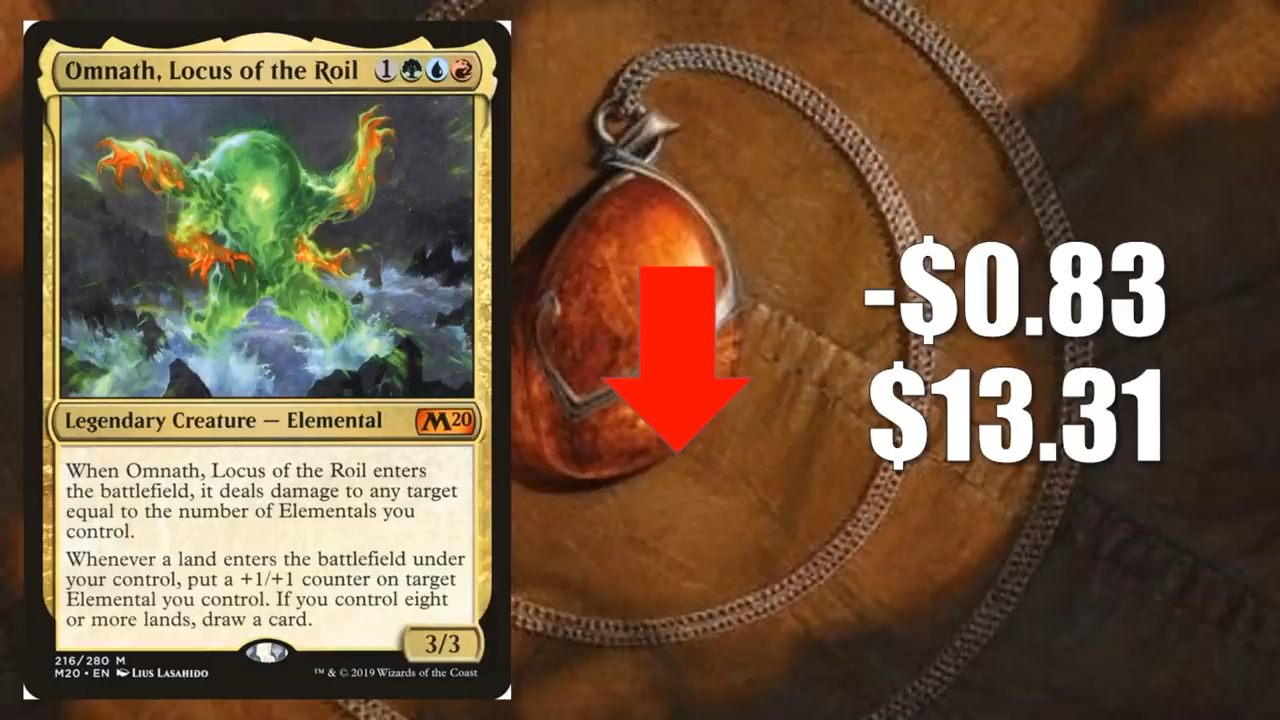 Omnath, Locus of the Roil 1
Legendary Creature — Elemental M20
When Omnath, Locus of the Roil enters
the battlefield, it deals damage to any target
equal to the number of Elementals you
control.
Whenever a land enters the battlefield under
your control, put a +1/+1 counter on target
Elemental you control. If you control eight
or more lands, draw a card.
3/3
216/280 M
M20 • EN Lius Lasahido
™ & © 2019 Wizards of the Coast
-$0.83
$13.31